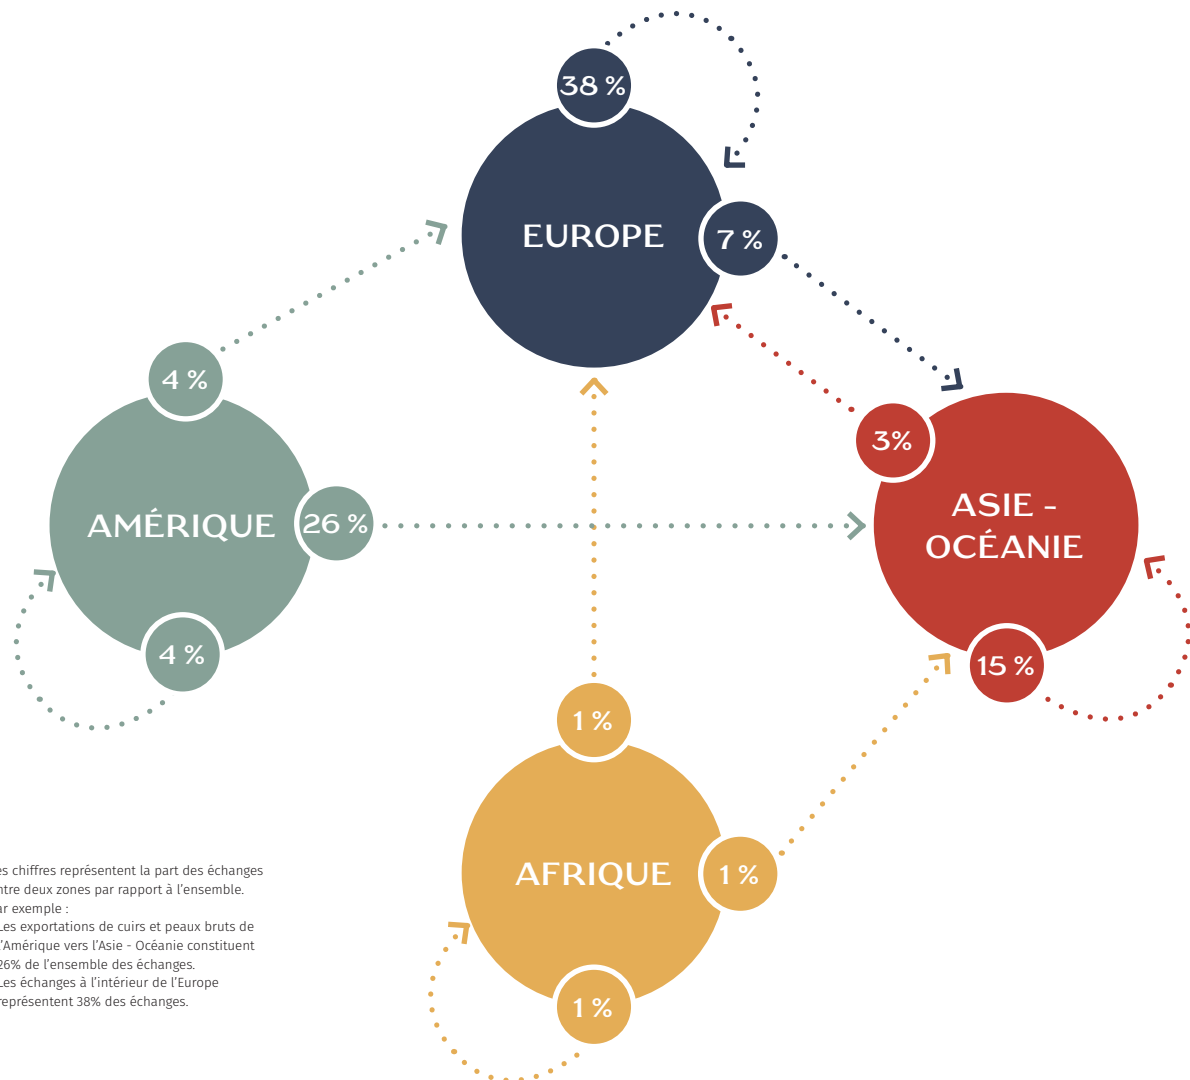 38 %
EUROPE
7 %
4 %
3%
AMÉRIQUE
26 %
ASIE -
OCÉANIE
4 %
15 %
1 %
AFRIQUE
1 %
1 %
es chiffres représentent la part des échanges
ntre deux zones par rapport à l'ensemble.
ar exemple :
Les exportations de cuirs et peaux bruts de
l'Amérique vers l'Asie - Océanie constituent
26% de l'ensemble des échanges.
Les échanges à l'intérieur de l'Europe
représentent 38% des échanges.